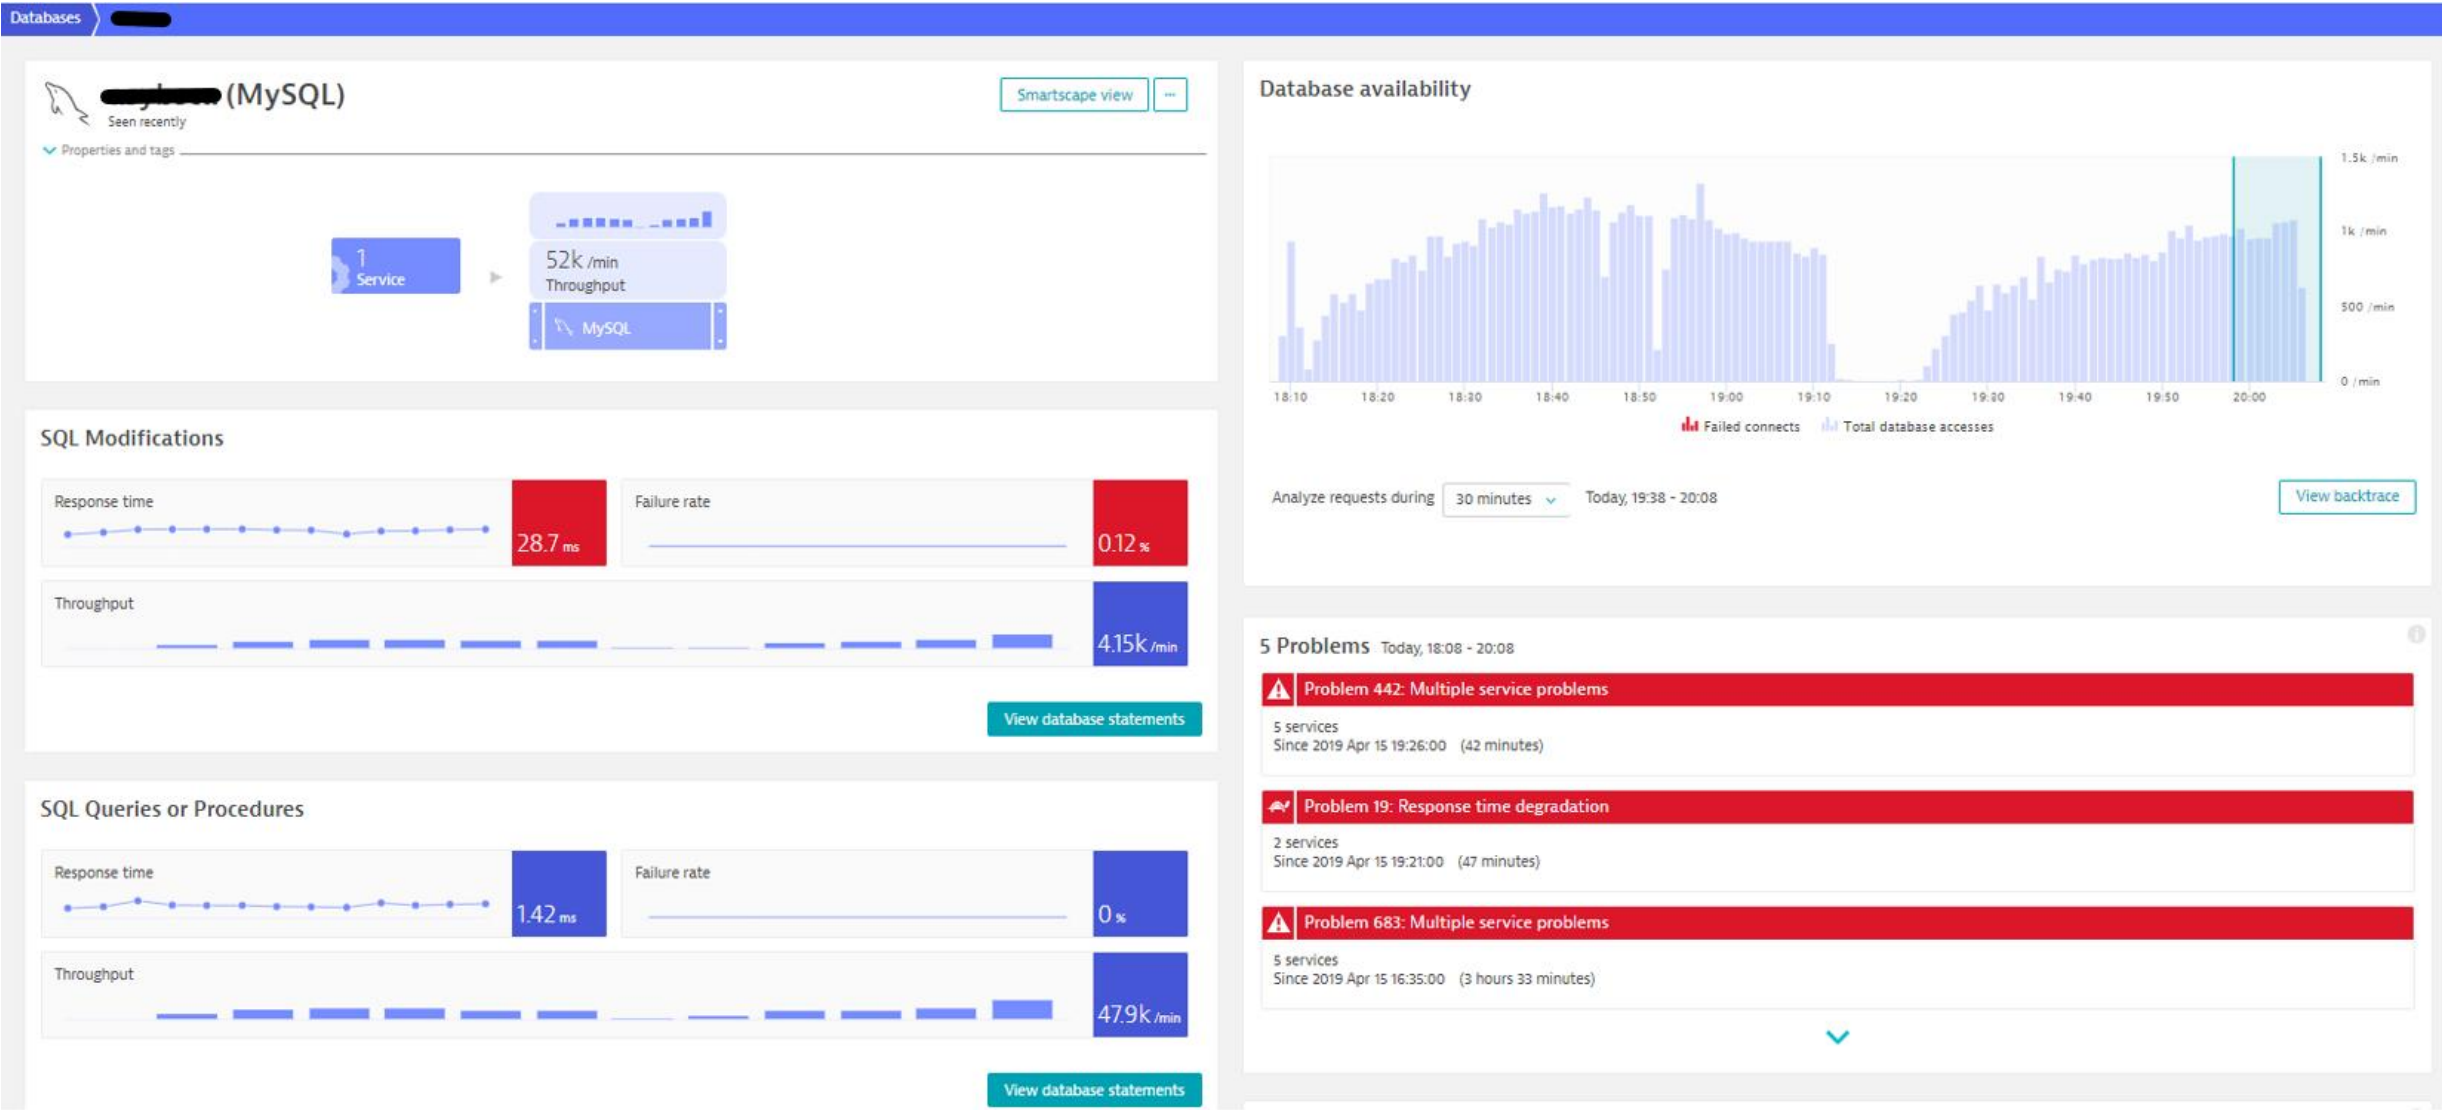 Databases
(MySQL)
Seen recently
Smartscape view
...
Properties and tags
1
Service
52k /min
Throughput
MySQL
SQL Modifications
Response time
28.7 ms
Failure rate
0.12 %
Throughput
4.15k /min
View database statements
SQL Queries or Procedures
Response time
1.42 ms
Failure rate
0 %
Throughput
47.9k /min
View database statements
Database availability
1.5k /min
1k /min
500 /min
0 /min
18:10 18:20 18:30 18:40 18:50 19:00 19:10 19:20 19:30 19:40 19:50 20:00
Failed connects Total database accesses
Analyze requests during 30 minutes Today, 19:38 - 20:08
View backtrace
5 Problems Today, 18:08 - 20:08
Problem 442: Multiple service problems
5 services
Since 2019 Apr 15 19:26:00 (42 minutes)
Problem 19: Response time degradation
2 services
Since 2019 Apr 15 19:21:00 (47 minutes)
Problem 683: Multiple service problems
5 services
Since 2019 Apr 15 16:35:00 (3 hours 33 minutes)